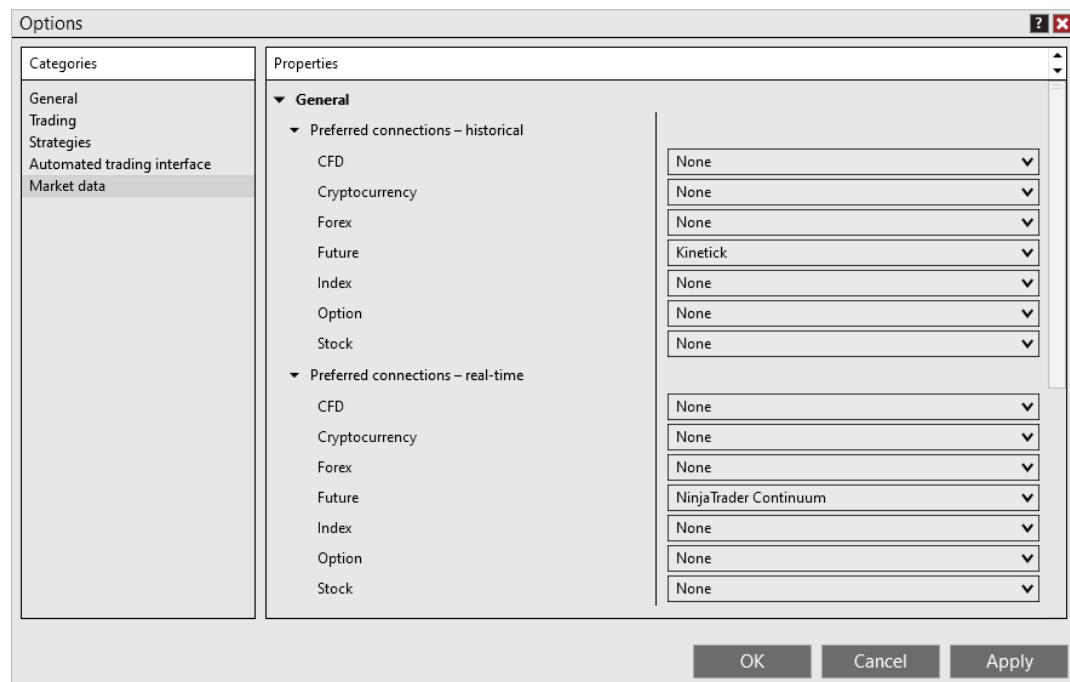 Options
?
Categories
Properties
General
Trading
Strategies
Automated trading interface
Market data
General
Preferred connections – historical
CFD None
Cryptocurrency None
Forex None
Future Kinetick
Index None
Option None
Stock None
Preferred connections – real-time
CFD None
Cryptocurrency None
Forex None
Future NinjaTrader Continuum
Index None
Option None
Stock None
OK Cancel Apply